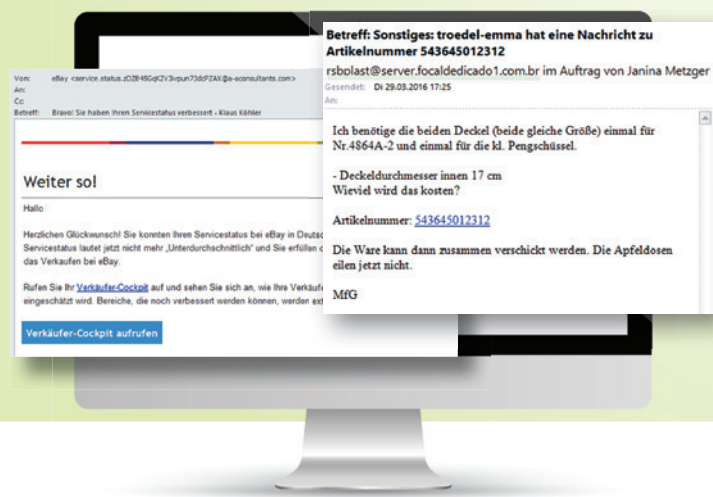 Von: eBay <service.status.
An:
Cc:
Betreff: Bravo! Sie haben Ihren Servicestatus verbessert - Klaus Köhler
Weiter so!
Hallo
Herzlichen Glückwunsch! Sie konnten Ihren Servicestatus bei eBay in
Servicestatus lautet jetzt nicht mehr „Unterdurchschnittlich“ und Sie erfüllen
das Verkaufen bei eBay.
Rufen Sie Ihr Verkäufer-Cockpit auf und sehen Sie sich an, wie Ihre
eingeschätzt wird. Bereiche, die noch verbessert werden können, werden
Verkäufer-Cockpit aufrufen
Betreff: Sonstiges: troedel-emma hat eine Nachricht zu
Artikelnummer 543645012312
rsbplast@server.focaldedicado1.com.br im Auftrag von Janina Metzger
Gesendet: Di 29.03.2016 17:25
An:
Ich benötige die beiden Deckel (beide gleiche Größe) einmal für
Nr.4864A-2 und einmal für die kl. Pengschüssel.
- Deckeldurchmesser innen 17 cm
Wieviel wird das kosten?
Artikelnummer: 543645012312
Die Ware kann dann zusammen verschickt werden. Die Apfeldosen
eilen jetzt nicht.
MfG